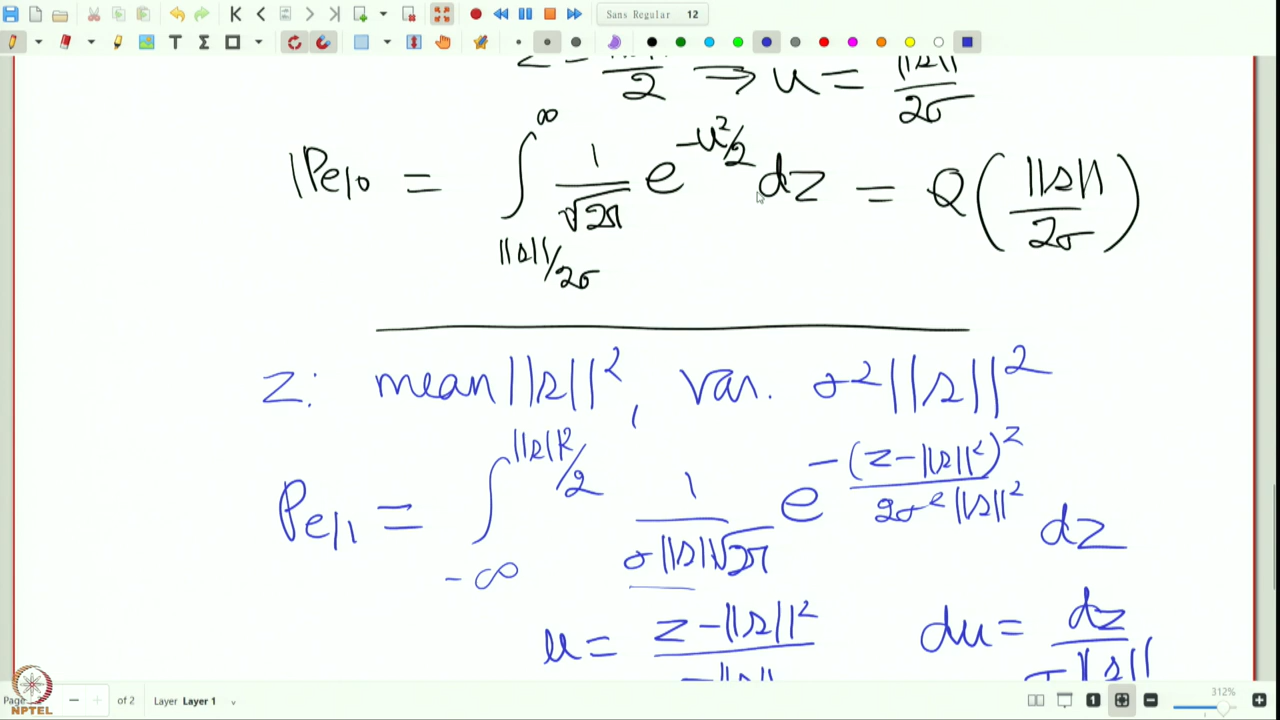 Sans Regular 12
z = /2 ⟹ u = ||s||/2σ
Pe|0 = ∫_{||s||/2σ}^{∞} 1/√2π e^{-u²/2} dz = Q(||s||/2σ)
z: mean ||s||², var. σ²||s||²
Pe|1 = ∫_{-∞}^{||s||²/2} 1/σ||s||√2π e^{-(z-||s||²)²/2σ²||s||²} dz
u = z-||s||²/σ||s|| du = dz/σ||s||
Page of 2 Layer Layer 1 1 312%
NPTEL